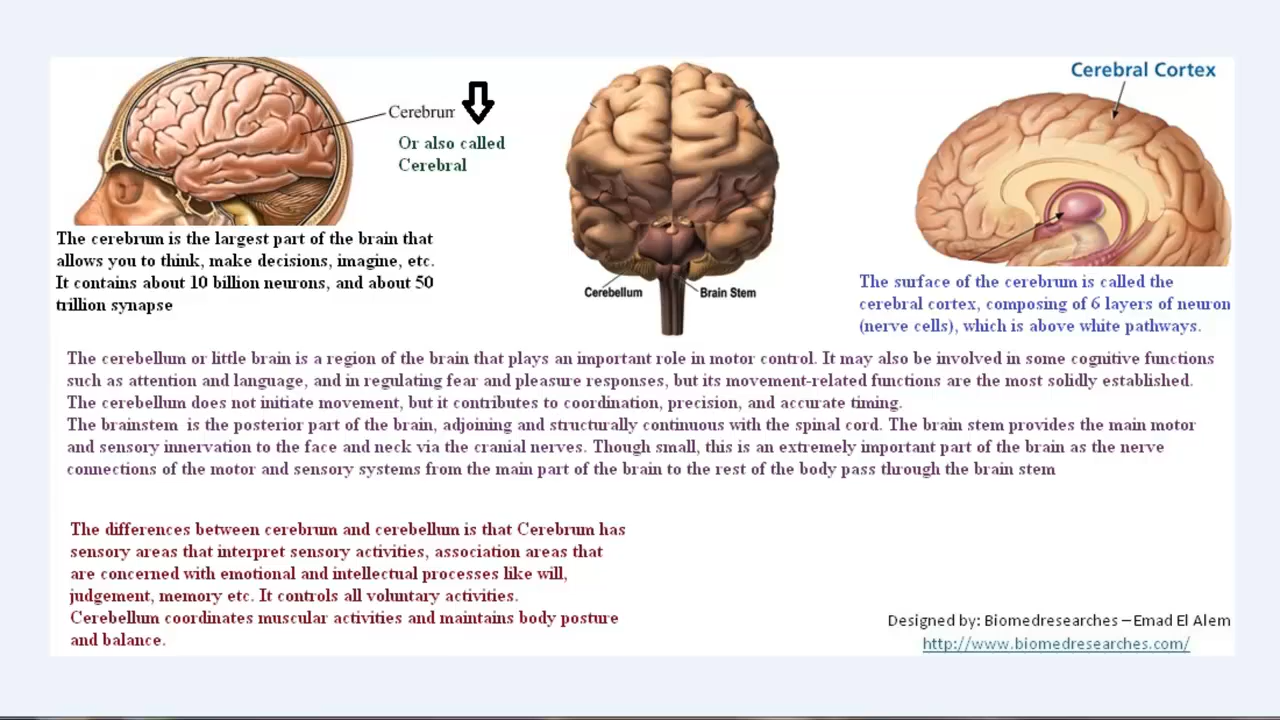 Cerebral Cortex
Cerebrum
Or also called
Cerebral
The cerebrum is the largest part of the brain that
allows you to think, make decisions, imagine, etc.
It contains about 10 billion neurons, and about 50
trillion synapse
Cerebellum
Brain Stem
The surface of the cerebrum is called the
cerebral cortex, composing of 6 layers of neuron
(nerve cells), which is above white pathways.
The cerebellum or little brain is a region of the brain that plays an important role in motor control. It may also be involved in some cognitive functions
such as attention and language, and in regulating fear and pleasure responses, but its movement-related functions are the most solidly established.
The cerebellum does not initiate movement, but it contributes to coordination, precision, and accurate timing.
The brainstem is the posterior part of the brain, adjoining and structurally continuous with the spinal cord. The brain stem provides the main motor
and sensory innervation to the face and neck via the cranial nerves. Though small, this is an extremely important part of the brain as the nerve
connections of the motor and sensory systems from the main part of the brain to the rest of the body pass through the brain stem
The differences between cerebrum and cerebellum is that Cerebrum has
sensory areas that interpret sensory activities, association areas that
are concerned with emotional and intellectual processes like will,
judgement, memory etc. It controls all voluntary activities.
Cerebellum coordinates muscular activities and maintains body posture
and balance.
Designed by: Biomedresearches – Emad El Alem
http://www.biomedresearches.com/